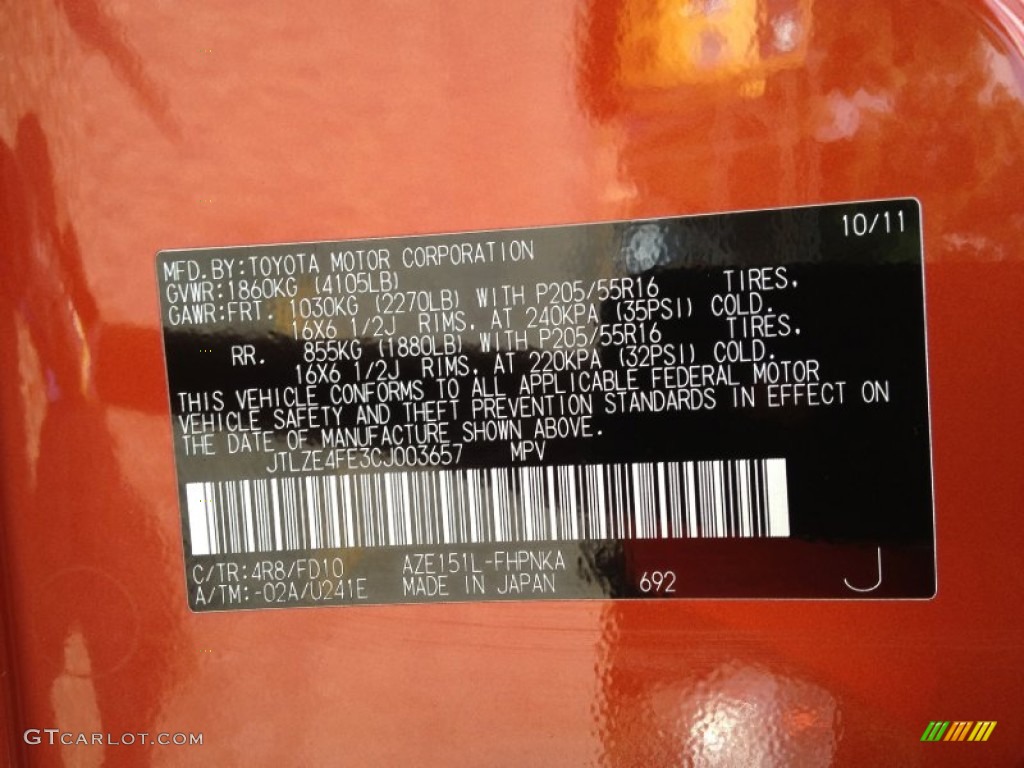 10/11
MFD.BY:TOYOTA MOTOR CORPORATION
GVWR:1860KG (4105LB)
GAWR:FRT. 1030KG (2270LB) WITH P205/55R16 TIRES,
16X6 1/2J RIMS, AT 240KPA (35PSI) COLD.
RR. 855KG (1880LB) WITH P205/55R16 TIRES,
16X6 1/2J RIMS, AT 220KPA (32PSI) COLD.
THIS VEHICLE CONFORMS TO ALL APPLICABLE FEDERAL MOTOR
VEHICLE SAFETY AND THEFT PREVENTION STANDARDS IN EFFECT ON
THE DATE OF MANUFACTURE SHOWN ABOVE.
JTLZE4FE3CJ003657 MPV
C/TR:4R8/FD10 AZE151L-FHPNKA
A/TM:-02A/U241E MADE IN JAPAN 692 J
GTCARLOT.COM